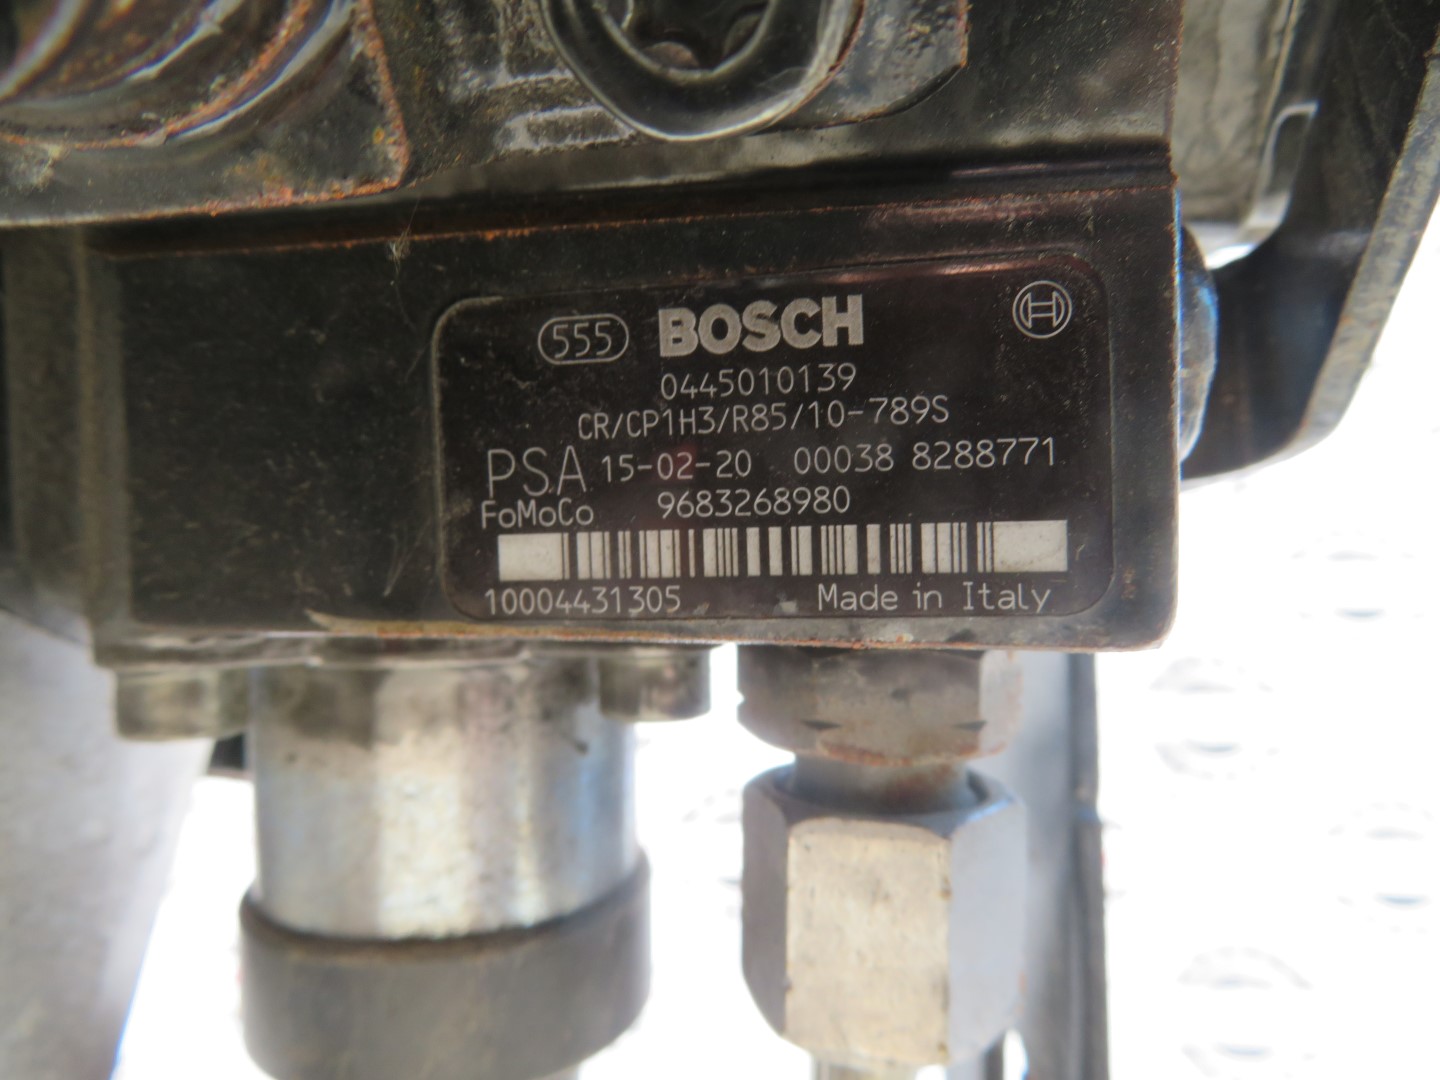 555 BOSCH
0445010139
CR/CP1H3/R85/10-789S
PSA 15-02-20 00038 8288771
FoMoCo 9683268980
10004431305 Made in Italy